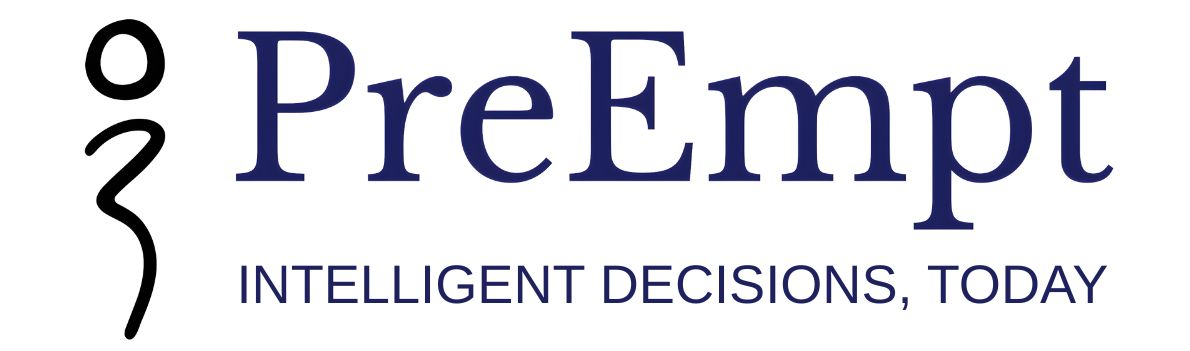 PreEmpt
INTELLIGENT DECISIONS, TODAY